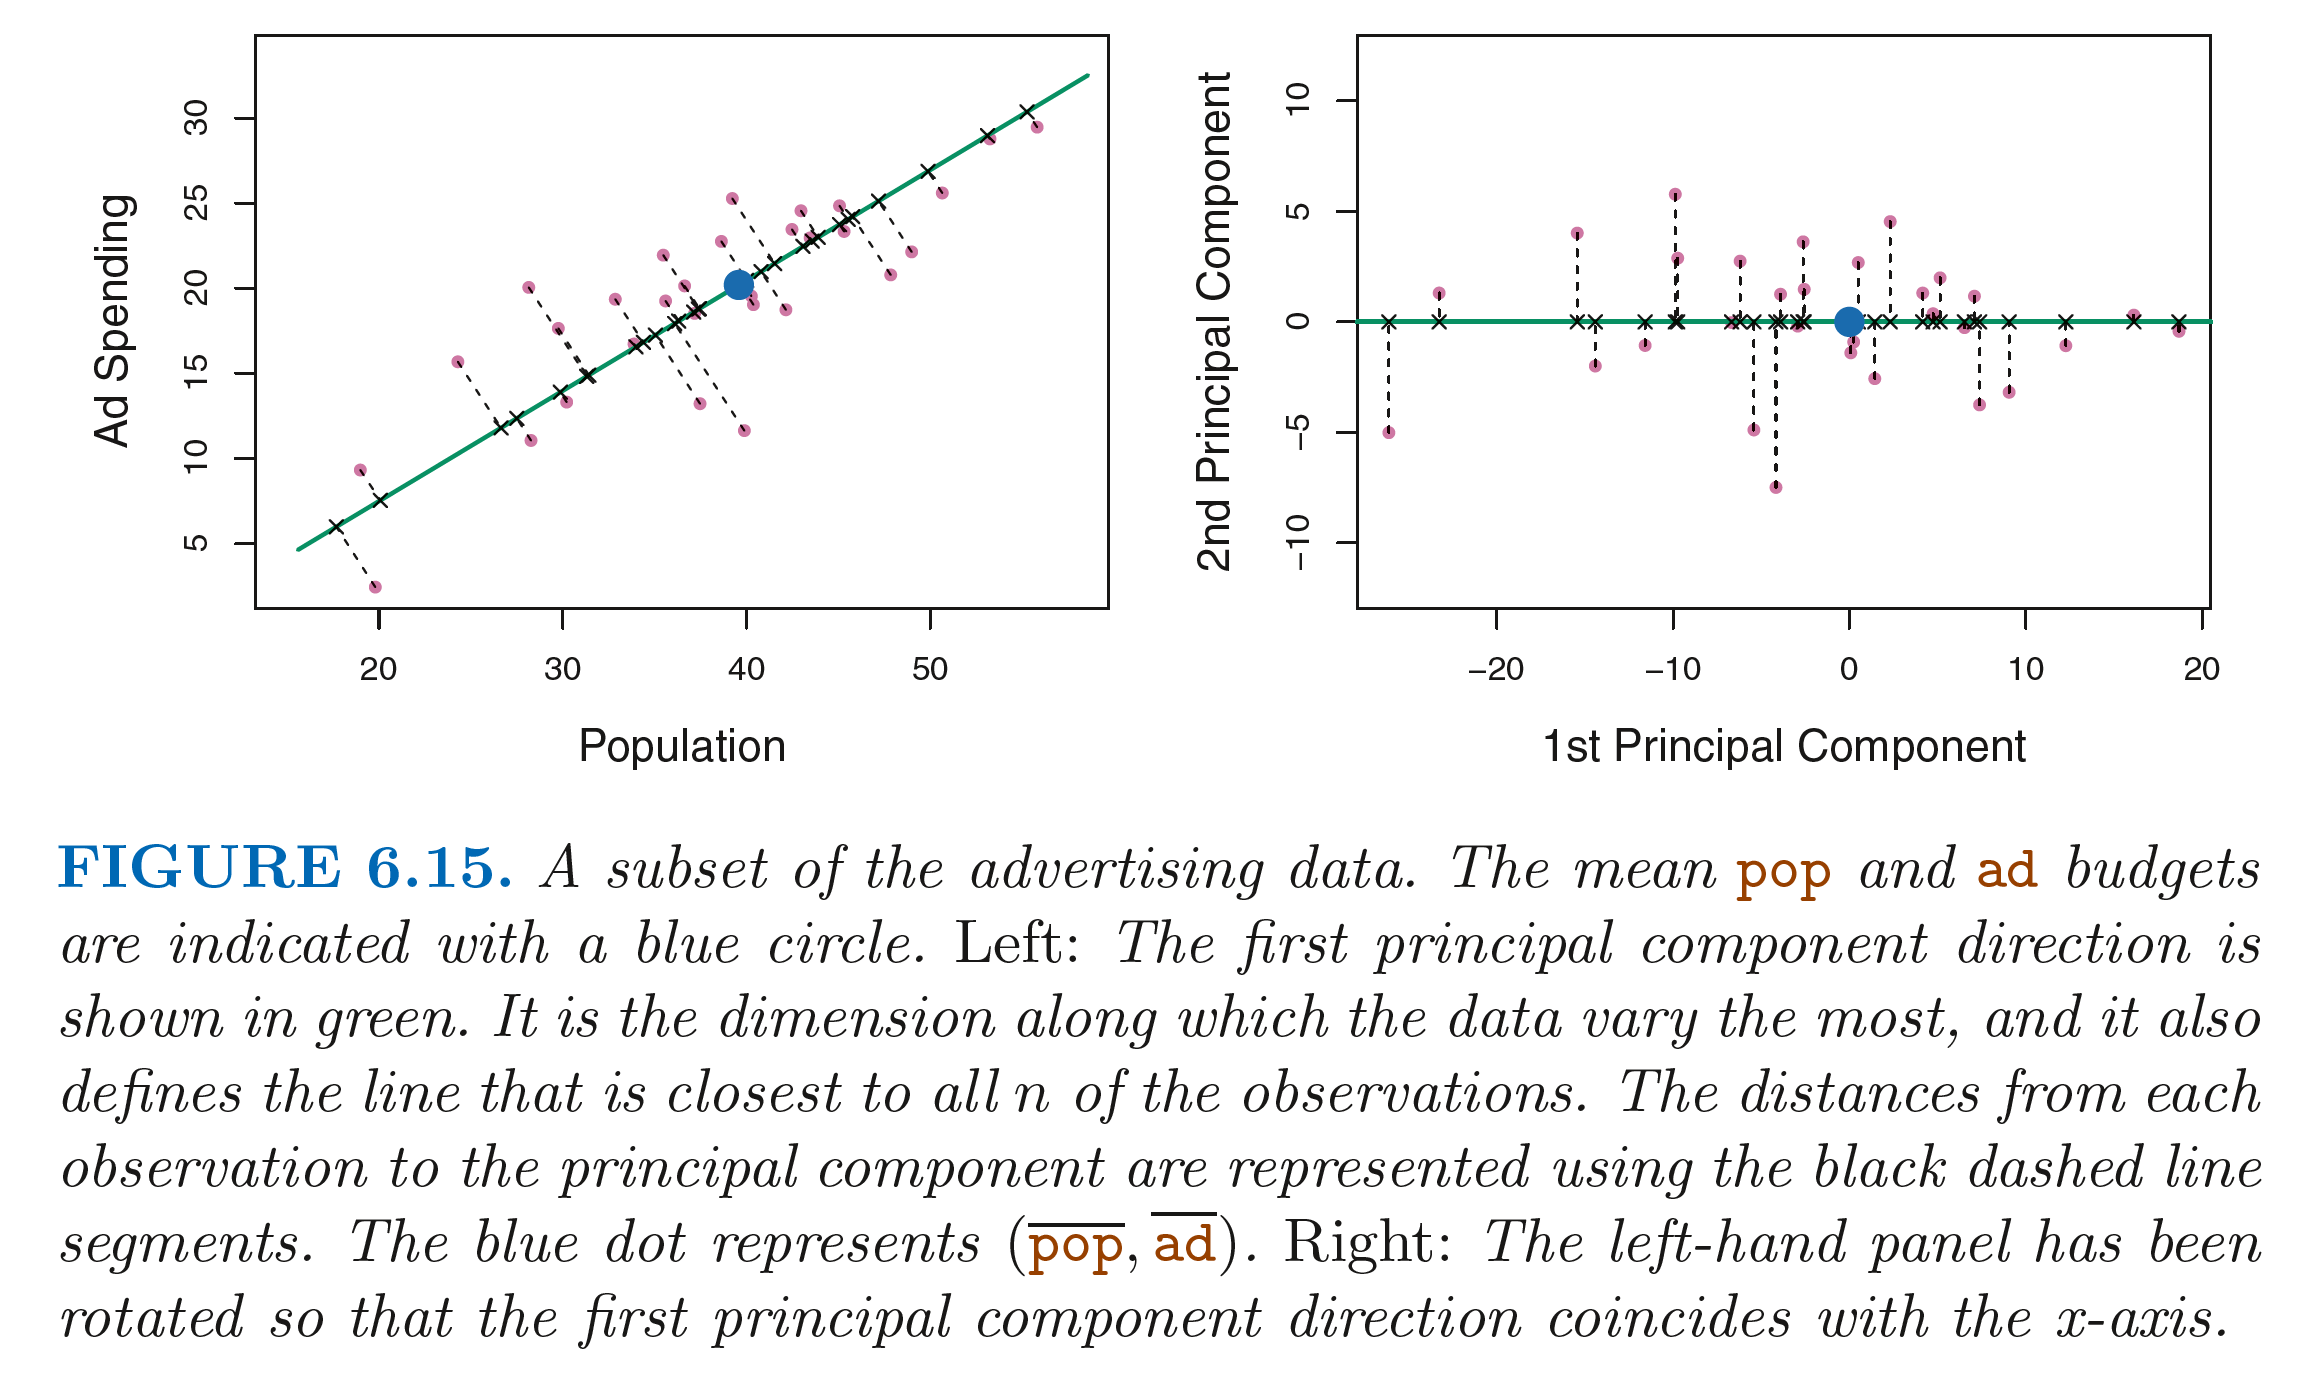 30
25
20
15
10
5
Ad Spending
20 30 40 50
Population
10
5
0
−5
−10
2nd Principal Component
−20 −10 0 10 20
1st Principal Component
FIGURE 6.15. A subset of the advertising data. The mean pop and ad budgets
are indicated with a blue circle. Left: The first principal component direction is
shown in green. It is the dimension along which the data vary the most, and it also
defines the line that is closest to all n of the observations. The distances from each
observation to the principal component are represented using the black dashed line
segments. The blue dot represents (p̅o̅p̅, a̅d̅). Right: The left-hand panel has been
rotated so that the first principal component direction coincides with the x-axis.